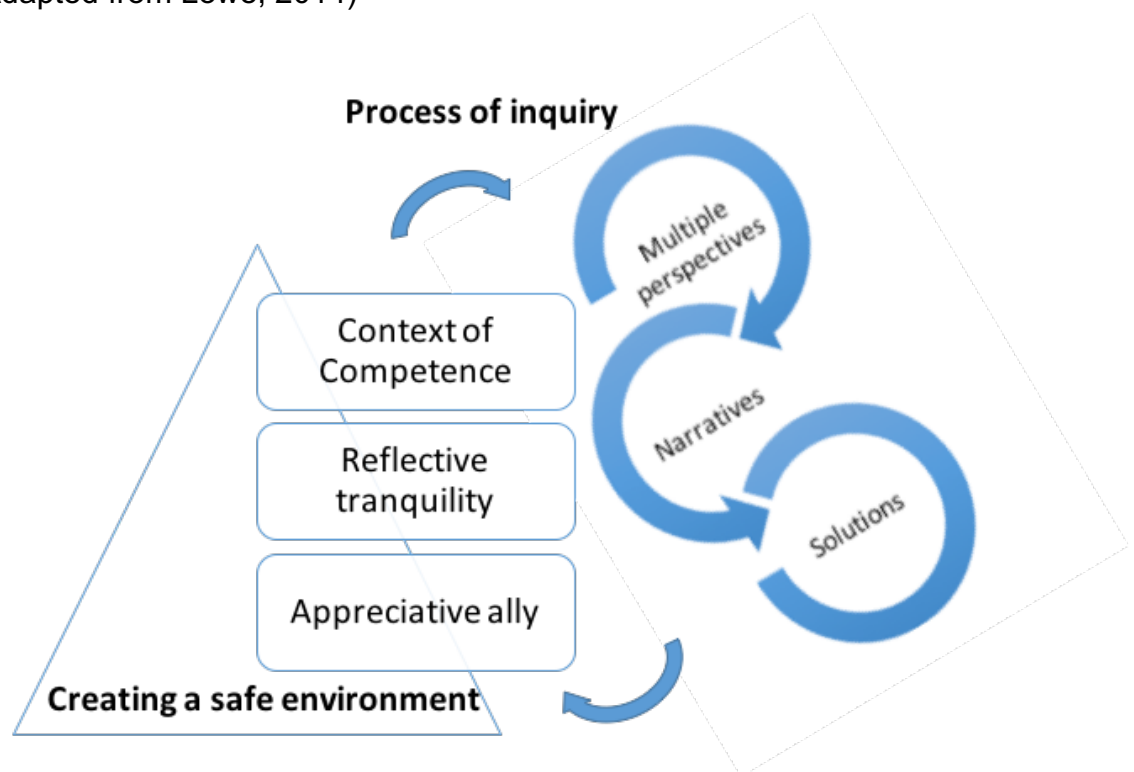 Process of inquiry
Multiple
perspectives
Context of
Competence
Narratives
Reflective
tranquility
Solutions
Appreciative ally
Creating a safe environment